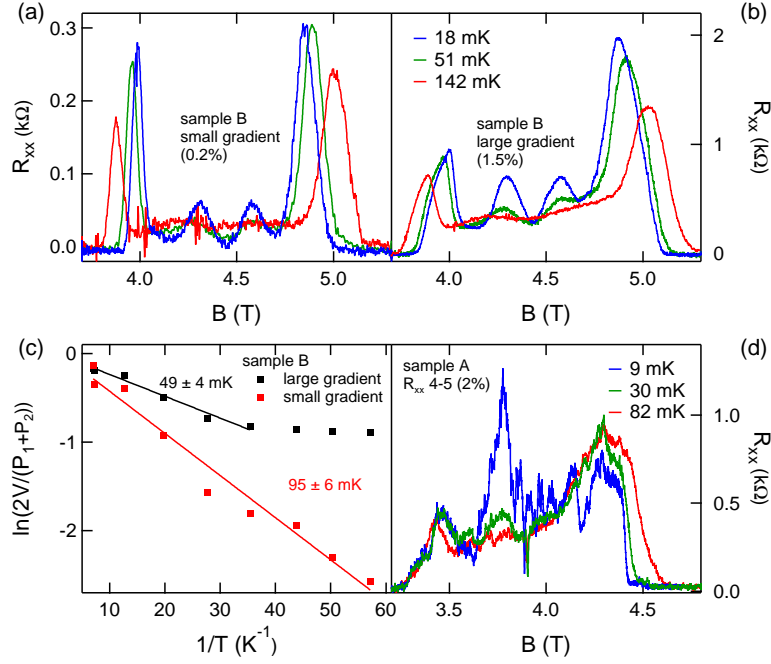 (a)
0.3
0.2
0.1
0.0
R_xx (kΩ)
sample B
small gradient
(0.2%)
4.0
4.5
5.0
B (T)
(b)
18 mK
51 mK
142 mK
sample B
large gradient
(1.5%)
2
1
0
R_xx (kΩ)
4.0
4.5
5.0
B (T)
(c)
-0
-1
-2
ln(2V/(P₁+P₂))
sample B
large gradient
small gradient
49 ± 4 mK
95 ± 6 mK
10
20
30
40
50
60
1/T (K⁻¹)
(d)
sample A
R_xx 4-5 (2%)
9 mK
30 mK
82 mK
1.0
0.5
0.0
R_xx (kΩ)
3.5
4.0
4.5
B (T)